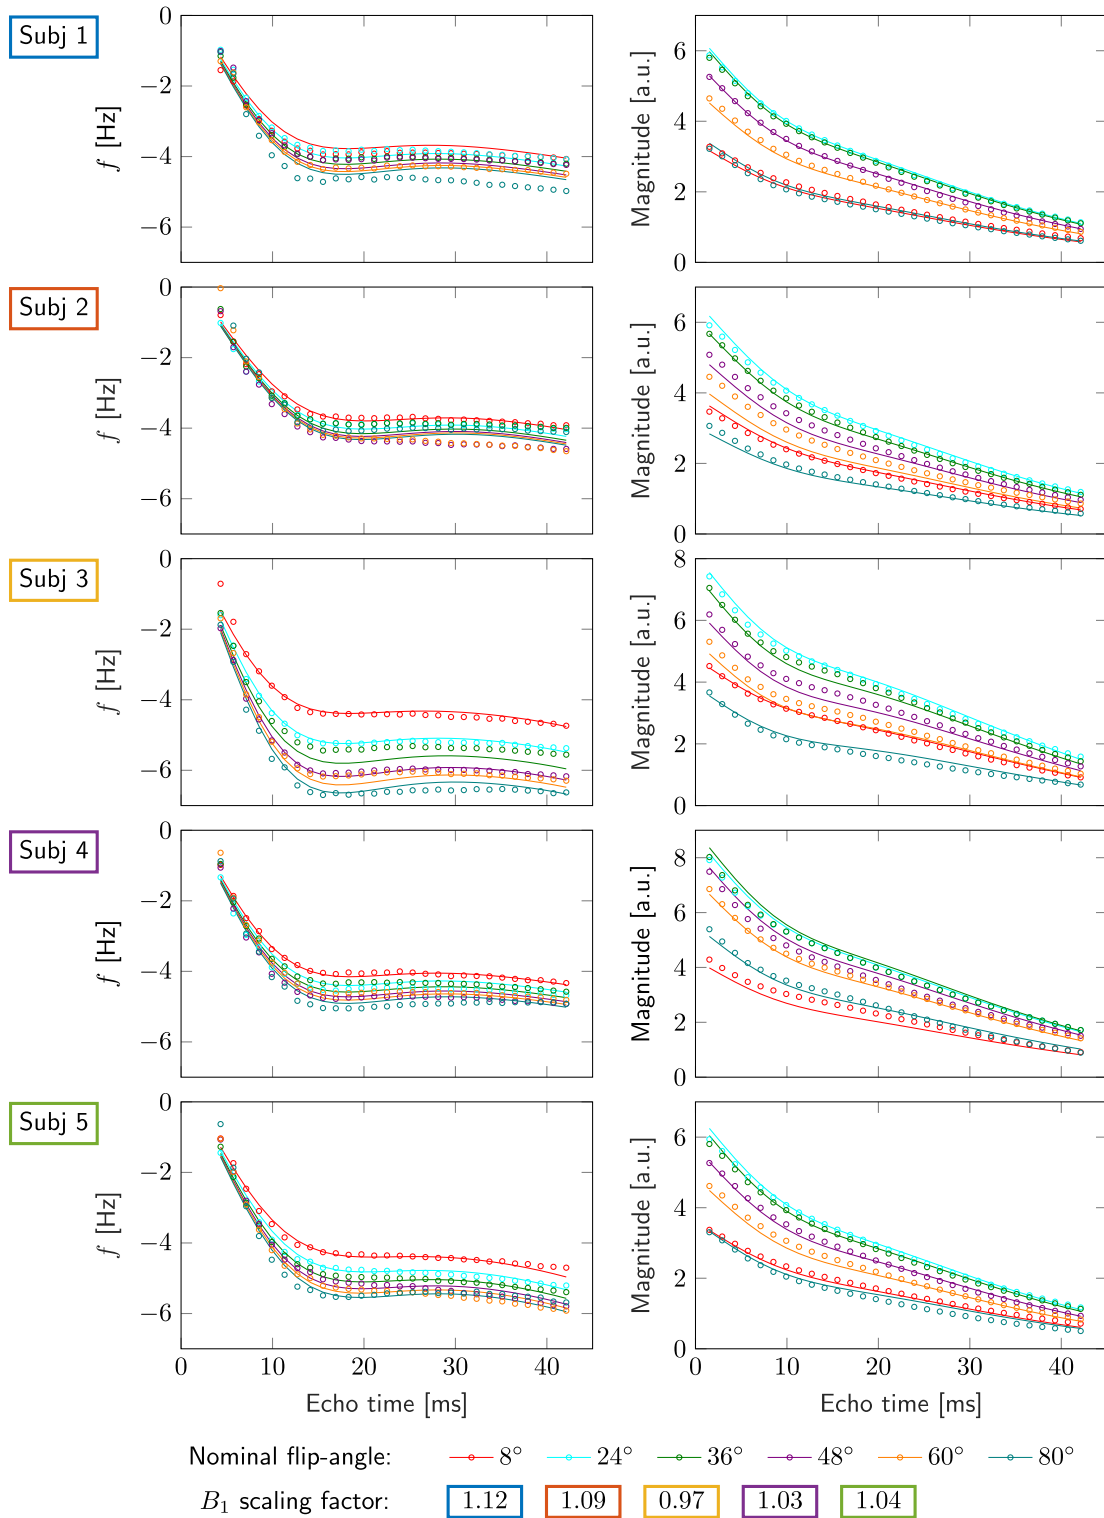 Subj 1
0
−2
−4
−6
f [Hz]
6
4
2
0
Magnitude [a.u.]
Subj 2
0
−2
−4
−6
f [Hz]
6
4
2
0
Magnitude [a.u.]
Subj 3
0
−2
−4
−6
f [Hz]
8
6
4
2
0
Magnitude [a.u.]
Subj 4
0
−2
−4
−6
f [Hz]
8
6
4
2
0
Magnitude [a.u.]
Subj 5
0
−2
−4
−6
f [Hz]
6
4
2
0
Magnitude [a.u.]
0 10 20 30 40
0 10 20 30 40
Echo time [ms]
Echo time [ms]
Nominal flip-angle: 8° 24° 36° 48° 60° 80°
B₁ scaling factor: 1.12 1.09 0.97 1.03 1.04